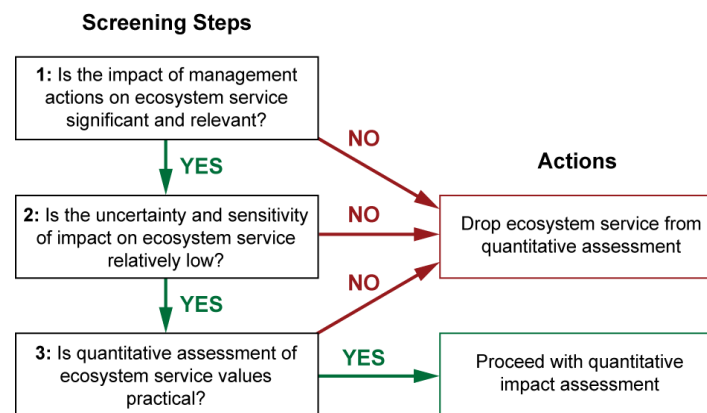 Screening Steps
1: Is the impact of management
actions on ecosystem service
significant and relevant?
NO
YES
Actions
2: Is the uncertainty and sensitivity
of impact on ecosystem service
relatively low?
NO
Drop ecosystem service from
quantitative assessment
YES
NO
3: Is quantitative assessment of
ecosystem service values
practical?
YES
Proceed with quantitative
impact assessment